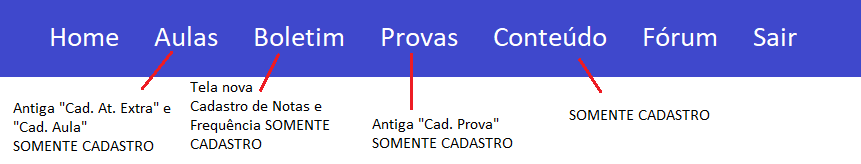 Home Aulas Boletim Provas Conteúdo Fórum Sair
Antiga "Cad. At. Extra" e
"Cad. Aula"
SOMENTE CADASTRO
Tela nova
Cadastro de Notas e
Frequência SOMENTE
CADASTRO
Antiga "Cad. Prova"
SOMENTE CADASTRO
SOMENTE CADASTRO